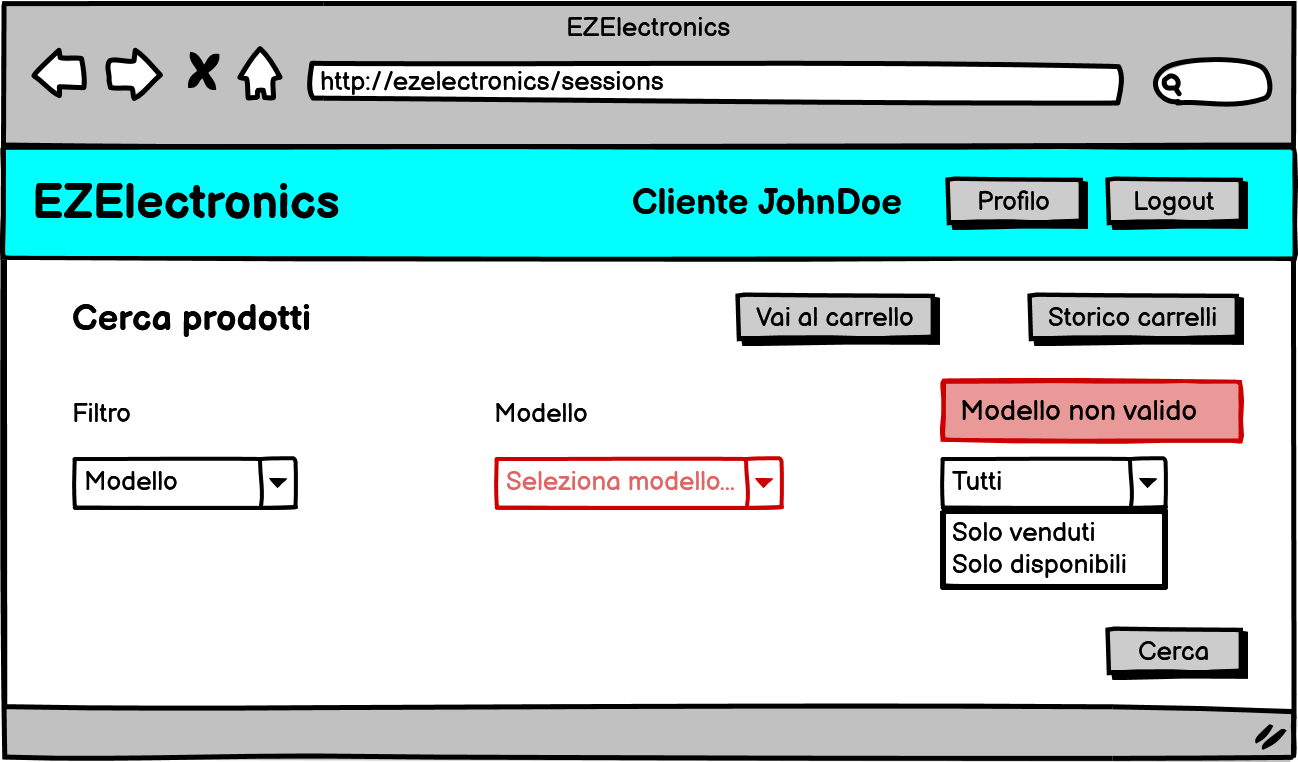 EZElectronics
http://ezelectronics/sessions
EZElectronics
Cliente JohnDoe
Profilo
Logout
Cerca prodotti
Vai al carrello
Storico carrelli
Filtro
Modello
Modello non valido
Modello
Seleziona modello...
Tutti
Solo venduti
Solo disponibili
Cerca